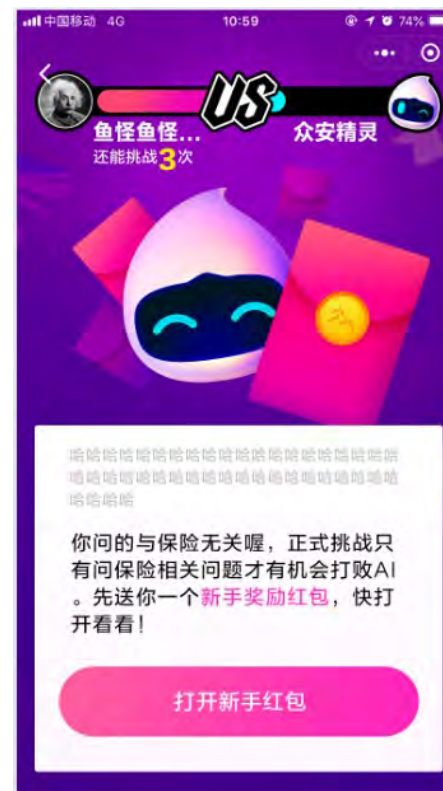 中国移动 4G 10:59 74%
VS
鱼怪鱼怪... 众安精灵
还能挑战3次
哈哈哈哈哈哈哈哈哈哈哈哈哈哈哈哈哈哈哈哈
哈哈哈哈哈哈哈哈哈哈哈哈哈哈哈哈哈哈哈哈
哈哈哈哈
你问的与保险无关喔，正式挑战只
有问保险相关问题才有机会打败AI
。先送你一个新手奖励红包，快打
开看看！
打开新手红包